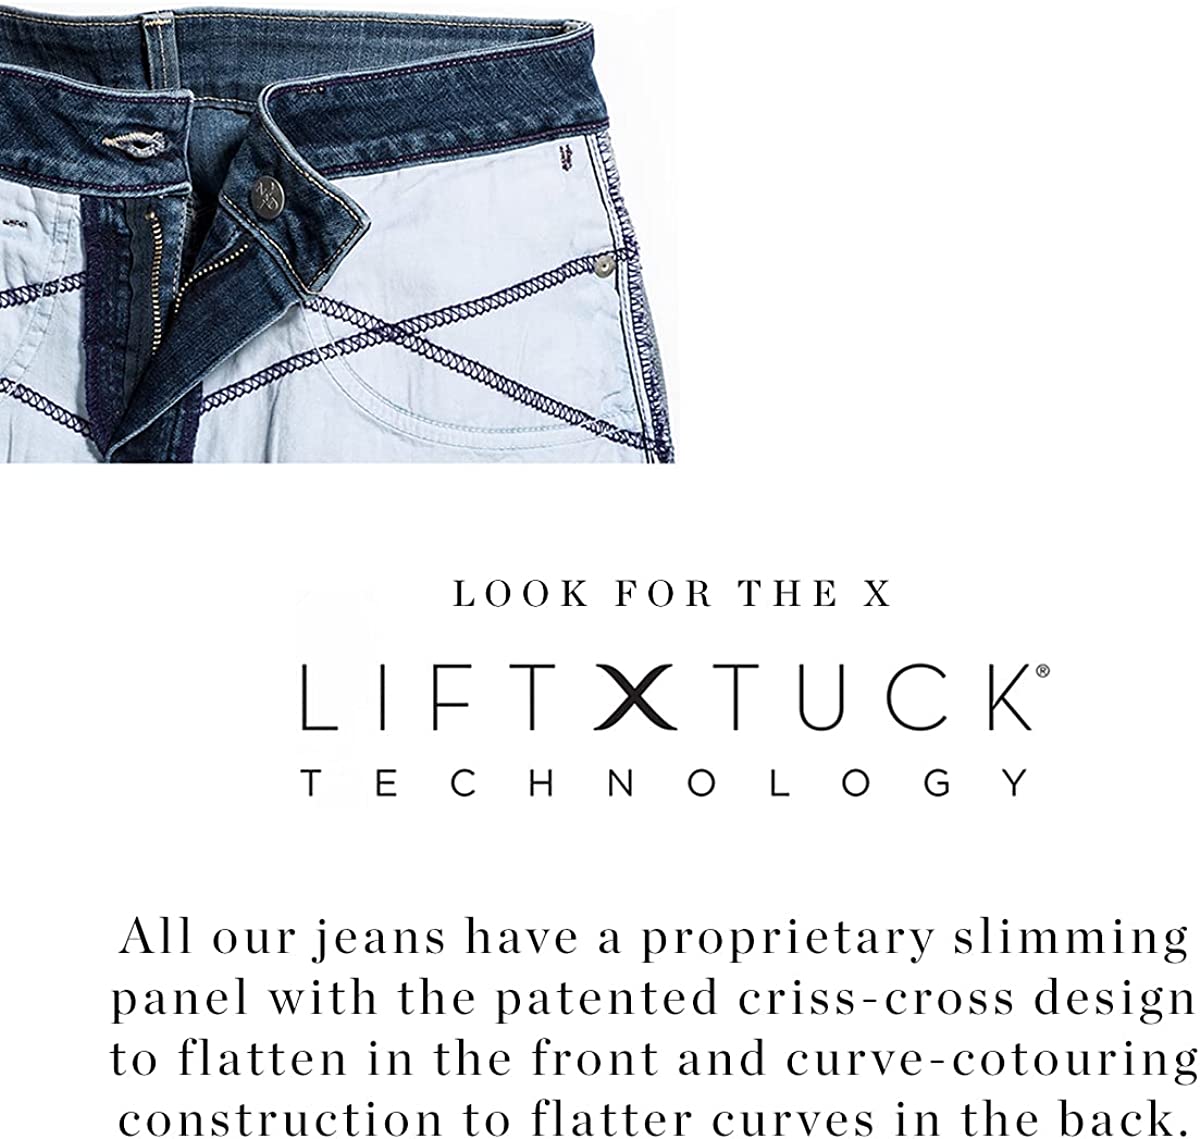 LOOK FOR THE X
LIFTXTUCK®
TECHNOLOGY
All our jeans have a proprietary slimming
panel with the patented criss-cross design
to flatten in the front and curve-cotouring
construction to flatter curves in the back.